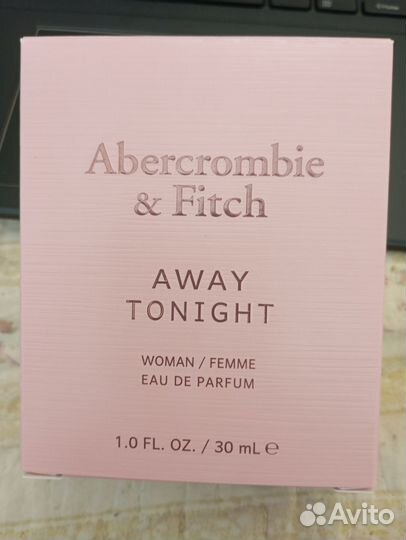 Abercrombie
& Fitch
AWAY
TONIGHT
WOMAN / FEMME
EAU DE PARFUM
1.0 FL. OZ. / 30 mL ℮
Avito